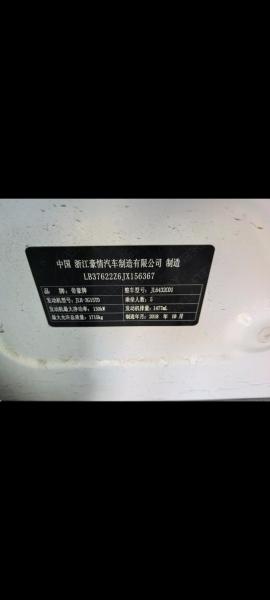 中国 浙江豪情汽车制造有限公司 制造
LB37622Z6JX156367
品 牌：帝豪牌 整车型号：JL6432CD1
发动机型号：JLH-3G15TD 乘坐人数：5
发动机最大净功率：130kW 发动机排量：1477mL
最大允许总质量：1715kg 制造年月：2018 年 10 月